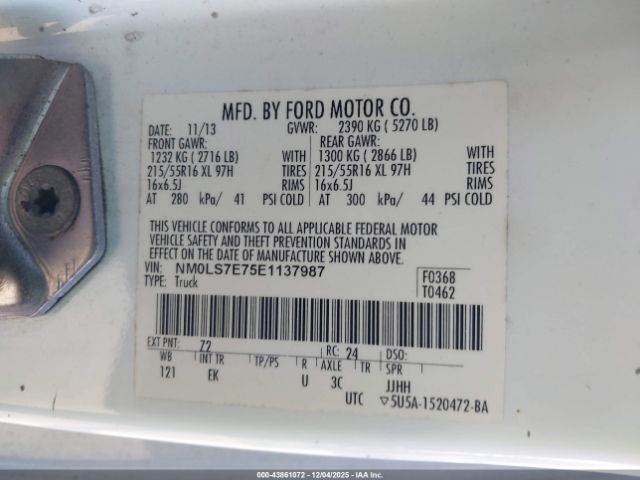 MFD. BY FORD MOTOR CO.
DATE: 11/13 GVWR: 2390 KG ( 5270 LB)
FRONT GAWR: REAR GAWR:
1232 KG ( 2716 LB) WITH 1300 KG ( 2866 LB) WITH
215/55R16 XL 97H TIRES 215/55R16 XL 97H TIRES
16x6.5J RIMS 16x6.5J RIMS
AT 280 kPa/ 41 PSI COLD AT 300 kPa/ 44 PSI COLD
THIS VEHICLE CONFORMS TO ALL APPLICABLE FEDERAL MOTOR
VEHICLE SAFETY AND THEFT PREVENTION STANDARDS IN
EFFECT ON THE DATE OF MANUFACTURE SHOWN ABOVE.
VIN: NM0LS7E75E1137987 F0368
TYPE: Truck T0462
EXT PNT: Z2 RC: 24 DSO:
WB INT TR TP/PS R AXLE TR SPR
121 EK U 3C JJHH
UTC ▽5U5A-1520472-BA
000-43861072 - 12/04/2025 - IAAI.COM